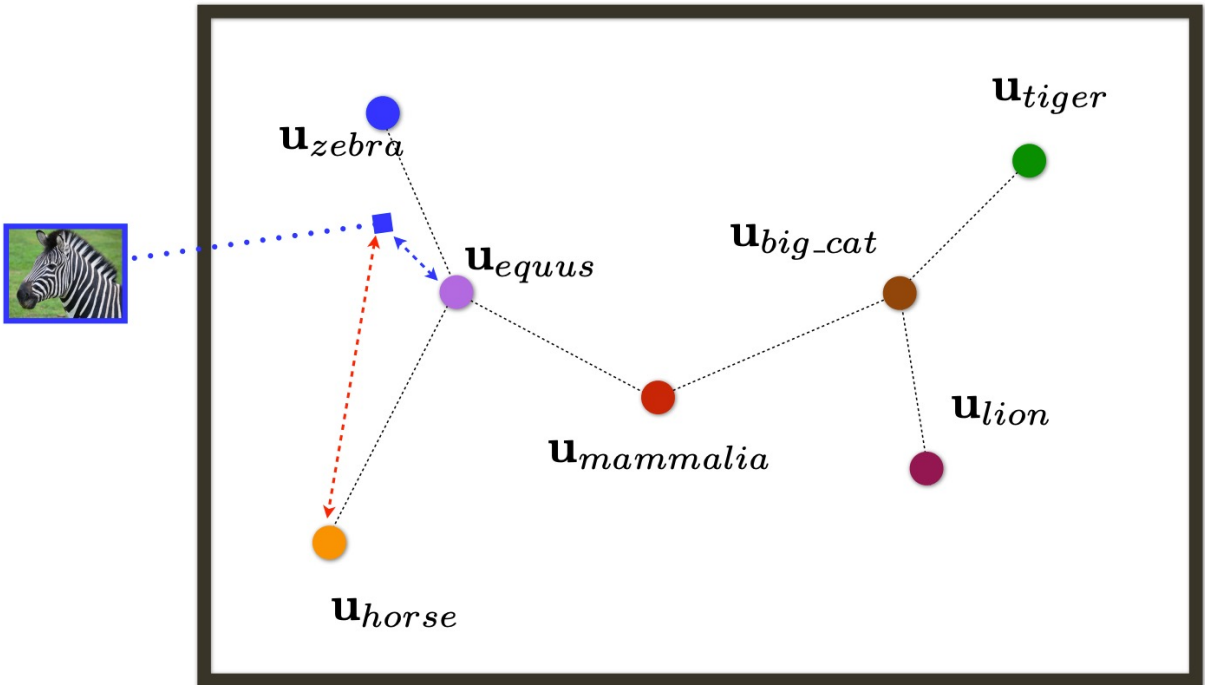 u_tiger
u_zebra
u_big_cat
u_equus
u_lion
u_mammalia
u_horse